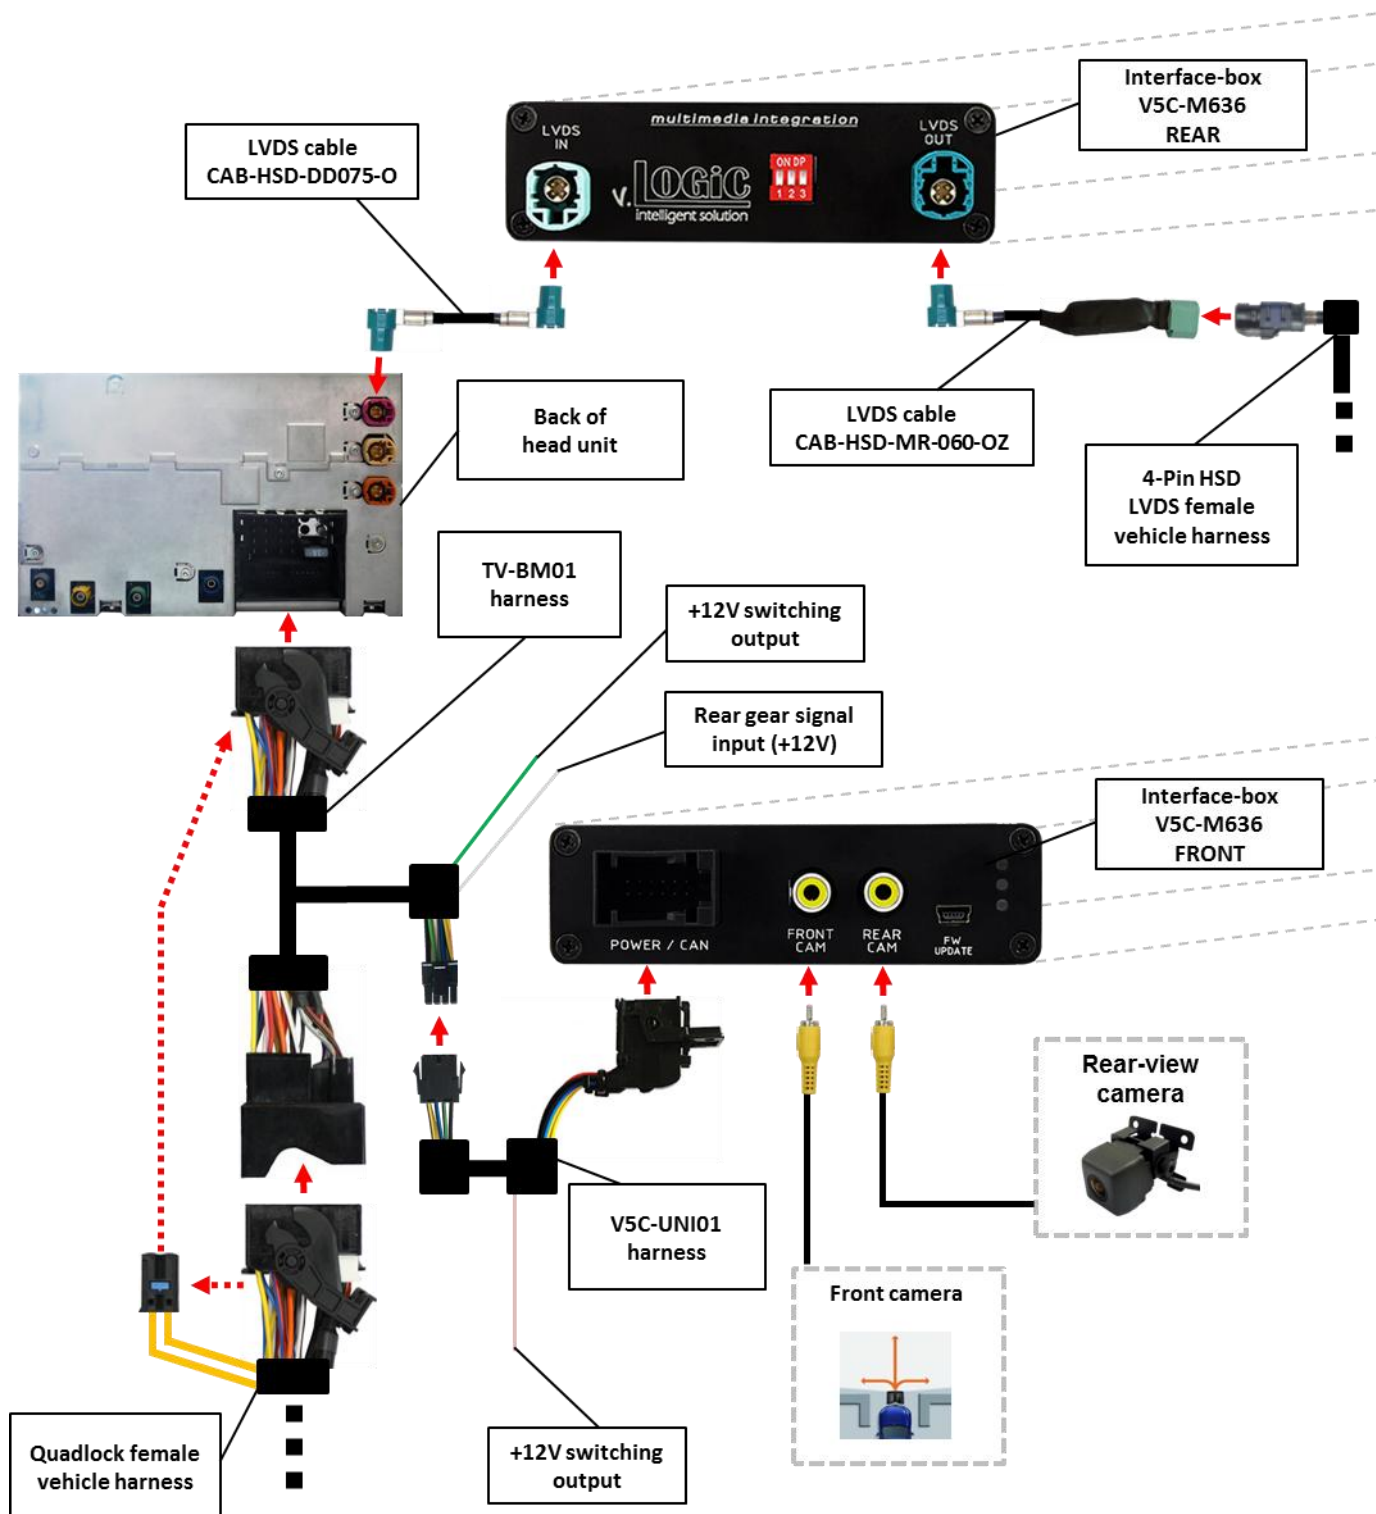 Interface-box
V5C-M636
REAR
multimedia integration
LVDS
IN
LVDS
OUT
ON DP
1 2 3
v.LOGiC
intelligent solution
LVDS cable
CAB-HSD-DD075-O
Back of
head unit
LVDS cable
CAB-HSD-MR-060-OZ
4-Pin HSD
LVDS female
vehicle harness
TV-BM01
harness
+12V switching
output
Rear gear signal
input (+12V)
Interface-box
V5C-M636
FRONT
POWER / CAN
FRONT
CAM
REAR
CAM
FW
UPDATE
Rear-view
camera
V5C-UNI01
harness
Front camera
Quadlock female
vehicle harness
+12V switching
output